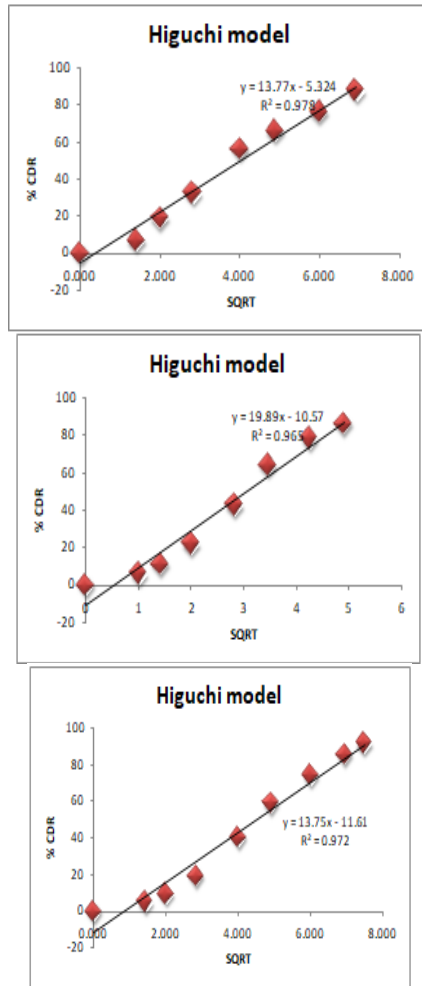 Higuchi model
100
y = 13.77x - 5.324
R² = 0.978
80
60
% CDR
40
20
0
0.000 2.000 4.000 6.000 8.000
-20
SQRT
Higuchi model
100
y = 19.89x - 10.57
R² = 0.965
80
60
% CDR
40
20
0
0 1 2 3 4 5 6
-20
SQRT
Higuchi model
100
80
60
% CDR
y = 13.75x - 11.61
R² = 0.972
40
20
0
0.000 2.000 4.000 6.000 8.000
-20
SQRT